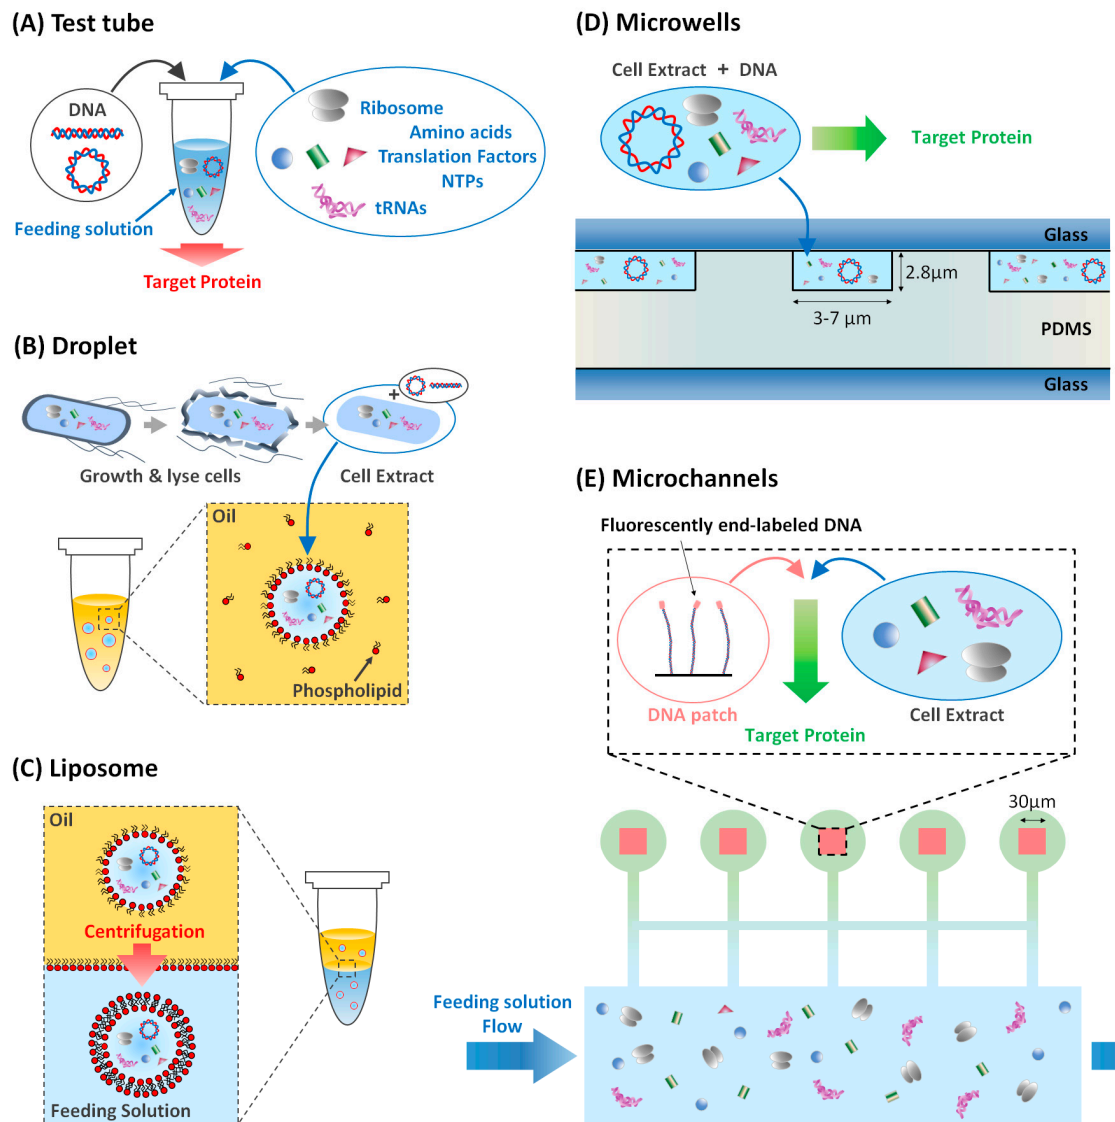 (A) Test tube
DNA
Ribosome
Amino acids
Translation Factors
NTPs
tRNAs
Feeding solution
Target Protein
(B) Droplet
+
Growth & lyse cells
Cell Extract
Oil
Phospholipid
(C) Liposome
Oil
Centrifugation
Feeding Solution
(D) Microwells
Cell Extract + DNA
Target Protein
Glass
2.8μm
3-7 μm
PDMS
Glass
(E) Microchannels
Fluorescently end-labeled DNA
DNA patch
Cell Extract
Target Protein
30μm
Feeding solution
Flow